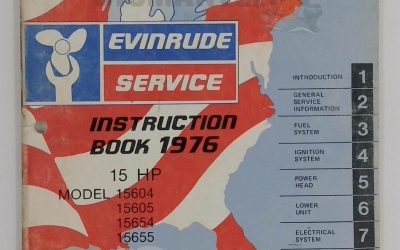 EVINRUDE
SERVICE
INSTRUCTION
BOOK 1976
15 HP
MODEL 15604
15605
15654
15655
INTRODUCTION 1
GENERAL
SERVICE
INFORMATION 2
FUEL
SYSTEM 3
IGNITION
SYSTEM 4
POWER
HEAD 5
LOWER
UNIT 6
ELECTRICAL
SYSTEM 7